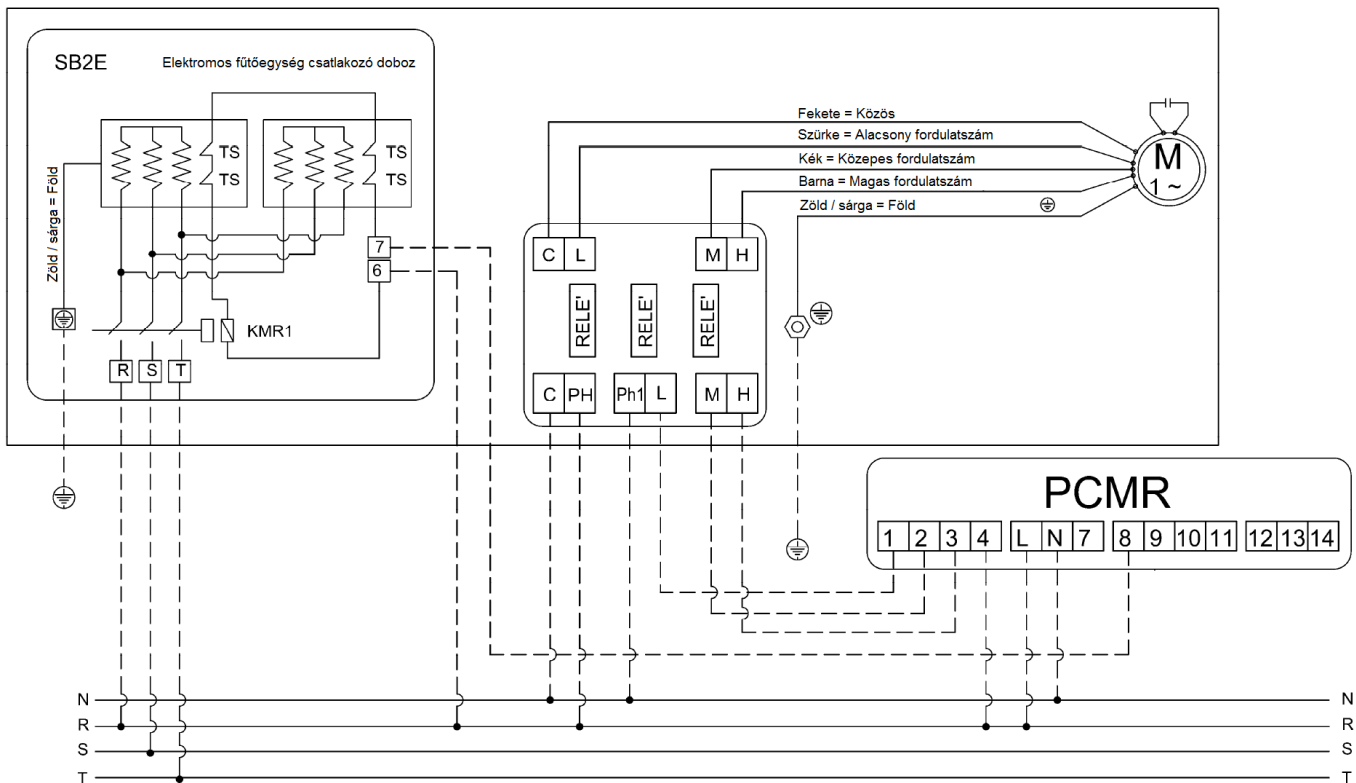 SB2E
Elektromos fűtőegység csatlakozó doboz
TS
TS
TS
TS
Zöld / sárga = Föld
7
6
KMR1
R S T
Fekete = Közös
Szürke = Alacsony fordulatszám
Kék = Közepes fordulatszám
Barna = Magas fordulatszám
Zöld / sárga = Föld
M
1 ~
C L M H
RELE'
RELE'
RELE'
C PH Ph1 L M H
PCMR
1 2 3 4 L N 7 8 9 10 11 12 13 14
N N
R R
S S
T T